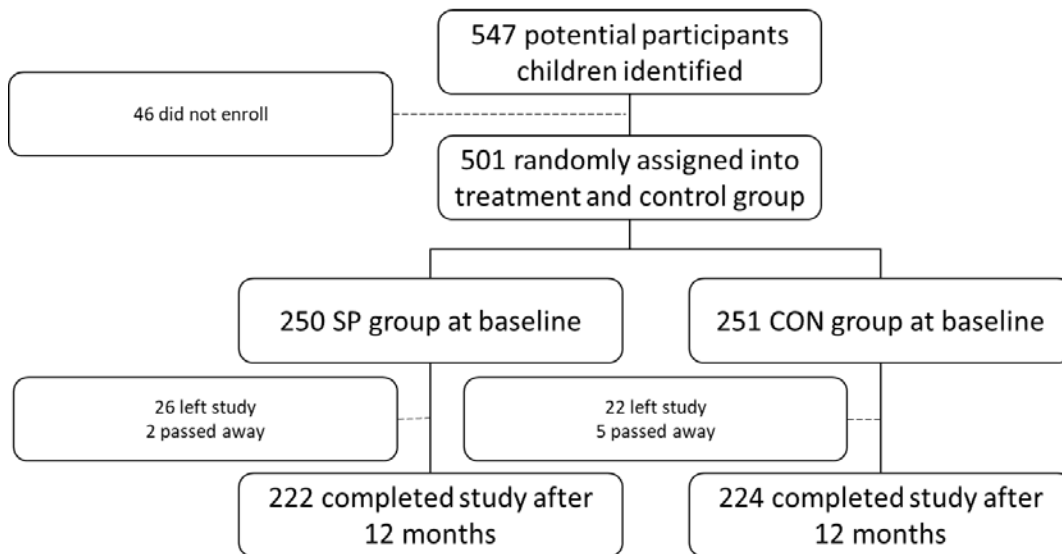 547 potential participants
children identified
46 did not enroll
501 randomly assigned into
treatment and control group
250 SP group at baseline
251 CON group at baseline
26 left study
2 passed away
22 left study
5 passed away
222 completed study after
12 months
224 completed study after
12 months